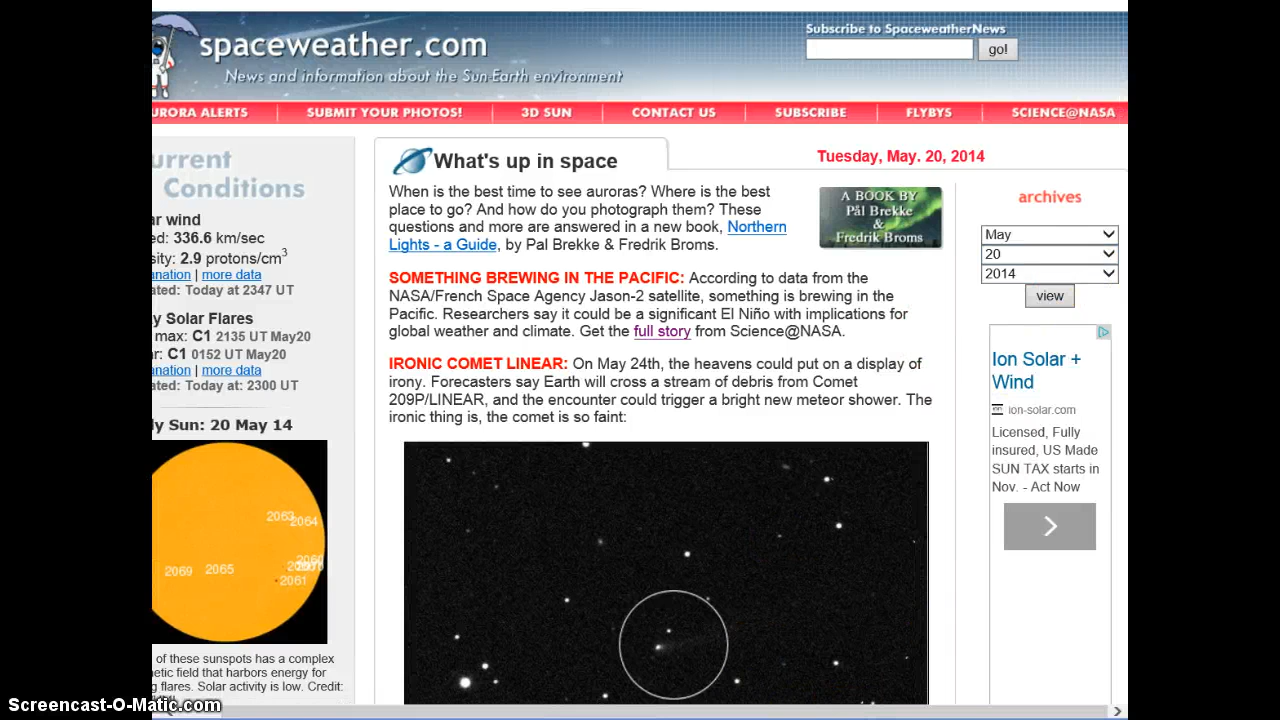 spaceweather.com
News and information about the Sun-Earth environment
Subscribe to SpaceweatherNews
go!
URORA ALERTS
SUBMIT YOUR PHOTOS!
3D SUN
CONTACT US
SUBSCRIBE
FLYBYS
SCIENCE@NASA
urrent
Conditions
ar wind
ed: 336.6 km/sec
sity: 2.9 protons/cm3
anation | more data
ated: Today at 2347 UT
y Solar Flares
max: C1 2135 UT May20
ar: C1 0152 UT May20
anation | more data
ated: Today at: 2300 UT
ly Sun: 20 May 14
2063
2064
2061
2065
2069
of these sunspots has a complex
netic field that harbors energy for
g flares. Solar activity is low. Credit:
What's up in space
Tuesday, May. 20, 2014
When is the best time to see auroras? Where is the best
place to go? And how do you photograph them? These
questions and more are answered in a new book, Northern
Lights - a Guide, by Pal Brekke & Fredrik Broms.
A BOOK BY
Pål Brekke
&
Fredrik Broms
SOMETHING BREWING IN THE PACIFIC: According to data from the
NASA/French Space Agency Jason-2 satellite, something is brewing in the
Pacific. Researchers say it could be a significant El Niño with implications for
global weather and climate. Get the full story from Science@NASA.
IRONIC COMET LINEAR: On May 24th, the heavens could put on a display of
irony. Forecasters say Earth will cross a stream of debris from Comet
209P/LINEAR, and the encounter could trigger a bright new meteor shower. The
ironic thing is, the comet is so faint:
archives
May
20
2014
view
Ion Solar +
Wind
ion-solar.com
Licensed, Fully
insured, US Made
SUN TAX starts in
Nov. - Act Now
Screencast-O-Matic.com